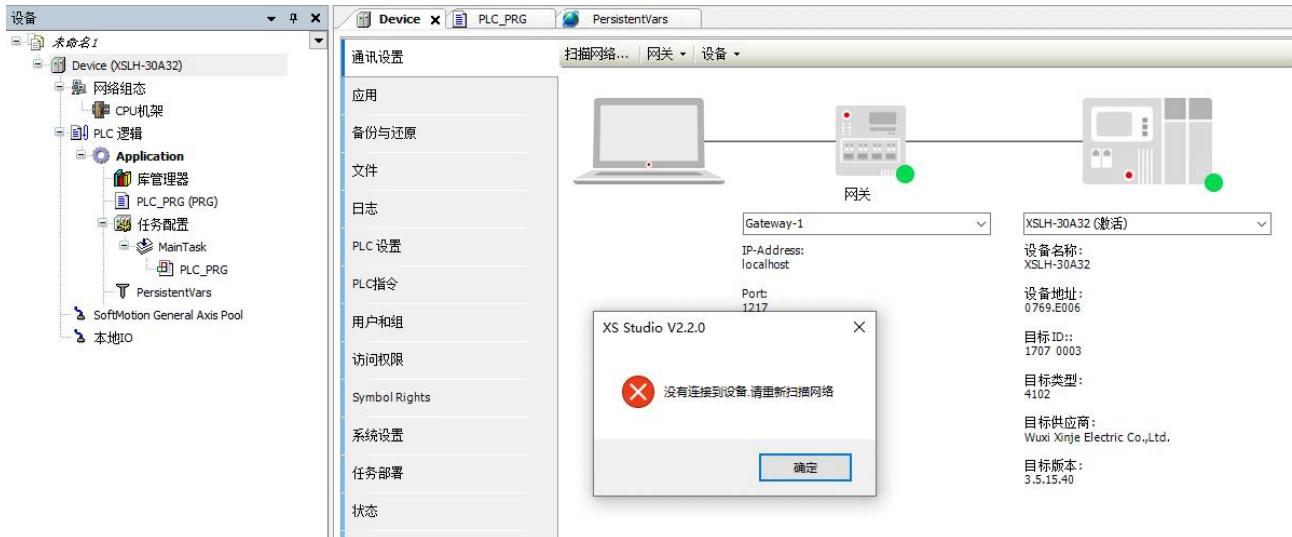 设备
未命名1
Device (XSLH-30A32)
网络组态
CPU机架
PLC 逻辑
Application
库管理器
PLC_PRG (PRG)
任务配置
MainTask
PLC_PRG
PersistentVars
SoftMotion General Axis Pool
本地IO
Device
PLC_PRG
PersistentVars
通讯设置
应用
备份与还原
文件
日志
PLC 设置
PLC指令
用户和组
访问权限
Symbol Rights
系统设置
任务部署
状态
扫描网络... 网关 设备
网关
Gateway-1
IP-Address:
localhost
Port:
1217
XSLH-30A32 (激活)
设备名称:
XSLH-30A32
设备地址:
0769.E006
目标ID::
1707 0003
目标类型:
4102
目标供应商:
Wuxi Xinje Electric Co.,Ltd.
目标版本:
3.5.15.40
XS Studio V2.2.0
没有连接到设备.请重新扫描网络
确定